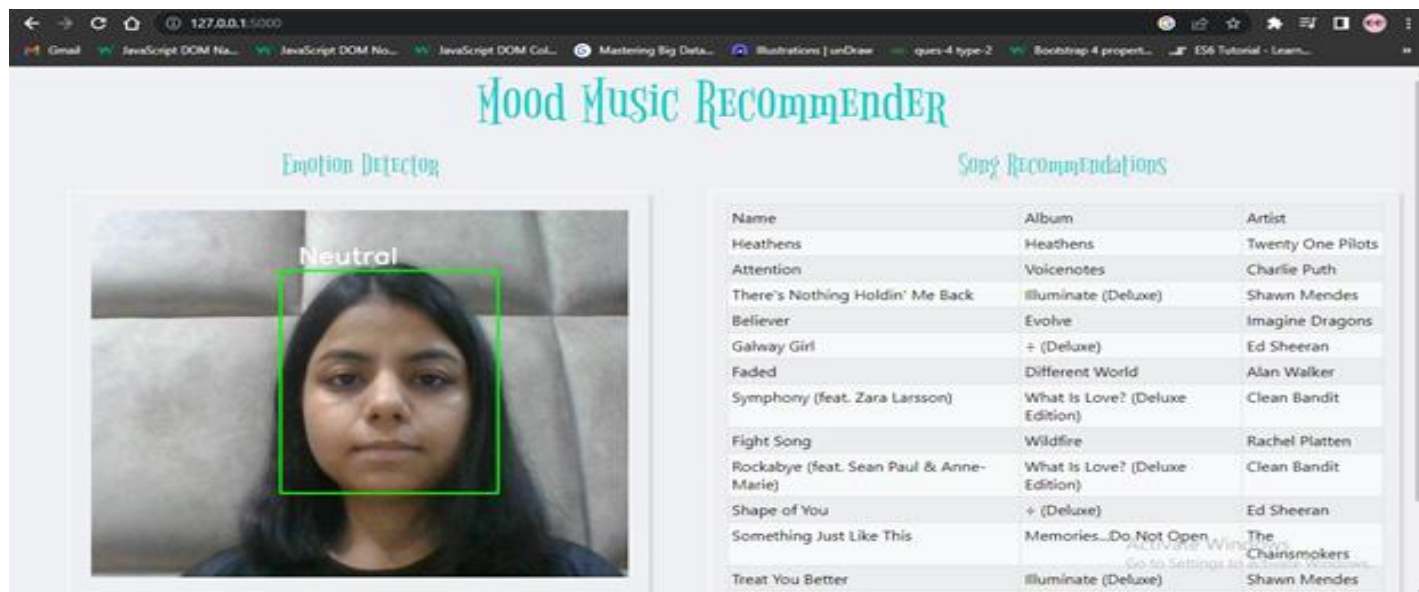 127.0.0.1:5000
Gmail JavaScript DOM Na... JavaScript DOM No... JavaScript DOM Col... Mastering Big Data... Illustrations | unDraw ques-4 type-2 Bootstrap 4 propert... ES6 Tutorial - Learn...
Mood Music Recommender
Emotion Detector
Song Recommendations
Neutral
Name Album Artist
Heathens Heathens Twenty One Pilots
Attention Voicenotes Charlie Puth
There's Nothing Holdin' Me Back Illuminate (Deluxe) Shawn Mendes
Believer Evolve Imagine Dragons
Galway Girl ÷ (Deluxe) Ed Sheeran
Faded Different World Alan Walker
Symphony (feat. Zara Larsson) What Is Love? (Deluxe Clean Bandit
Edition)
Fight Song Wildfire Rachel Platten
Rockabye (feat. Sean Paul & Anne- What Is Love? (Deluxe Clean Bandit
Marie) Edition)
Shape of You ÷ (Deluxe) Ed Sheeran
Something Just Like This Memories...Do Not Open The
Chainsmokers
Activate Windows
Go to Settings to activate Windows.
Treat You Better Illuminate (Deluxe) Shawn Mendes